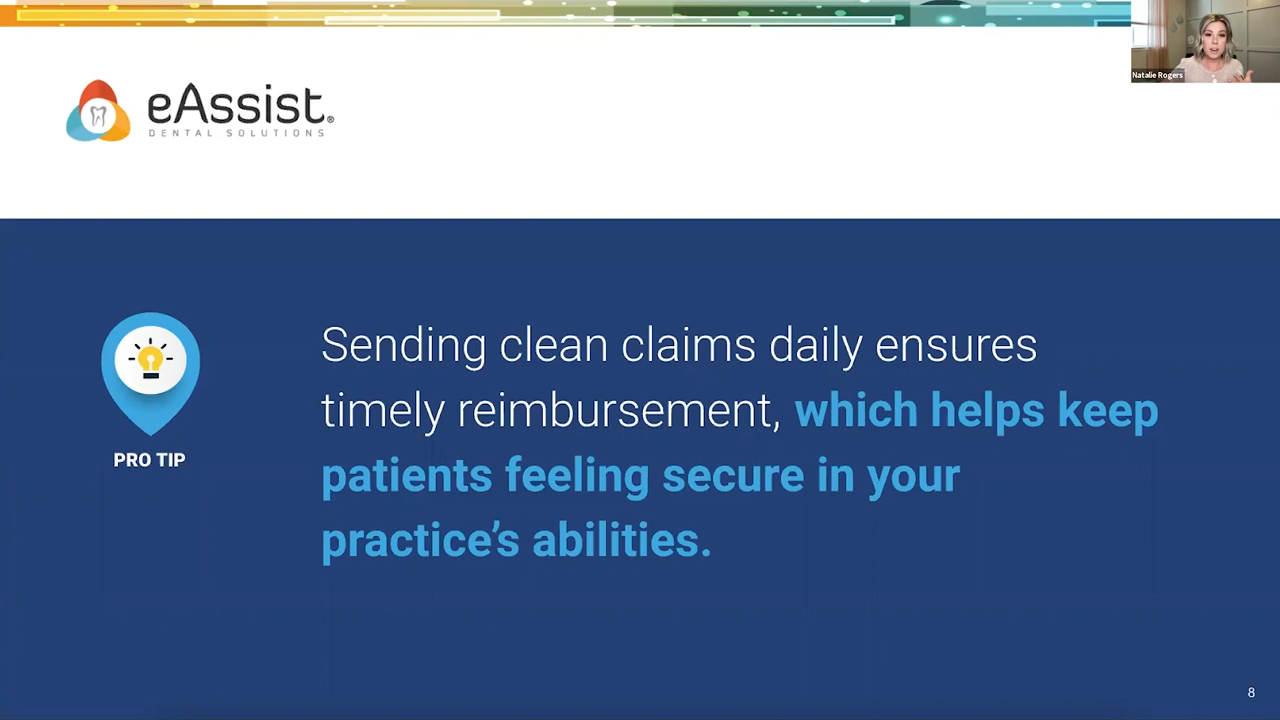 Natalie Rogers
eAssist®
DENTAL SOLUTIONS
PRO TIP
Sending clean claims daily ensures
timely reimbursement, which helps keep
patients feeling secure in your
practice’s abilities.
8